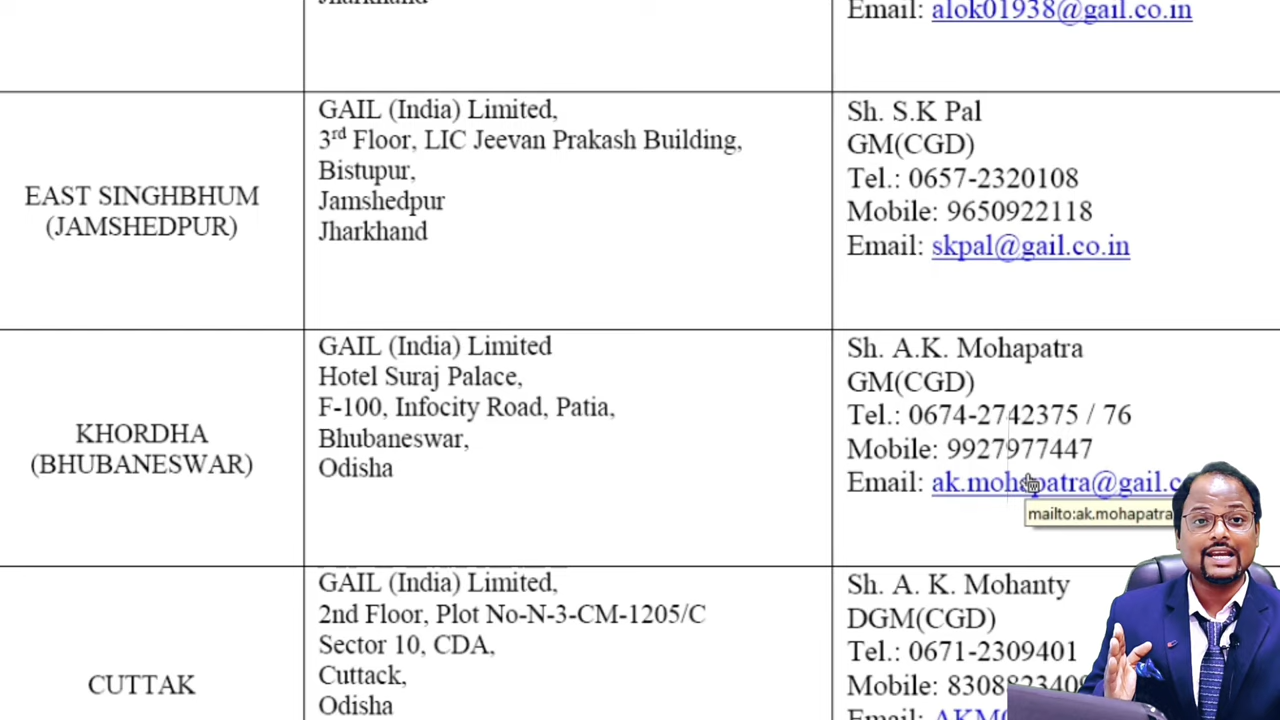 Jharkhand
Email: alok01938@gail.co.in
EAST SINGHBHUM
(JAMSHEDPUR)
GAIL (India) Limited,
3rd Floor, LIC Jeevan Prakash Building,
Bistupur,
Jamshedpur
Jharkhand
Sh. S.K Pal
GM(CGD)
Tel.: 0657-2320108
Mobile: 9650922118
Email: skpal@gail.co.in
KHORDHA
(BHUBANESWAR)
GAIL (India) Limited
Hotel Suraj Palace,
F-100, Infocity Road, Patia,
Bhubaneswar,
Odisha
Sh. A.K. Mohapatra
GM(CGD)
Tel.: 0674-2742375 / 76
Mobile: 9927977447
Email: ak.mohapatra@gail.c
mailto:ak.mohapatra
CUTTAK
GAIL (India) Limited,
2nd Floor, Plot No-N-3-CM-1205/C
Sector 10, CDA,
Cuttack,
Odisha
Sh. A. K. Mohanty
DGM(CGD)
Tel.: 0671-2309401
Mobile:
Email: